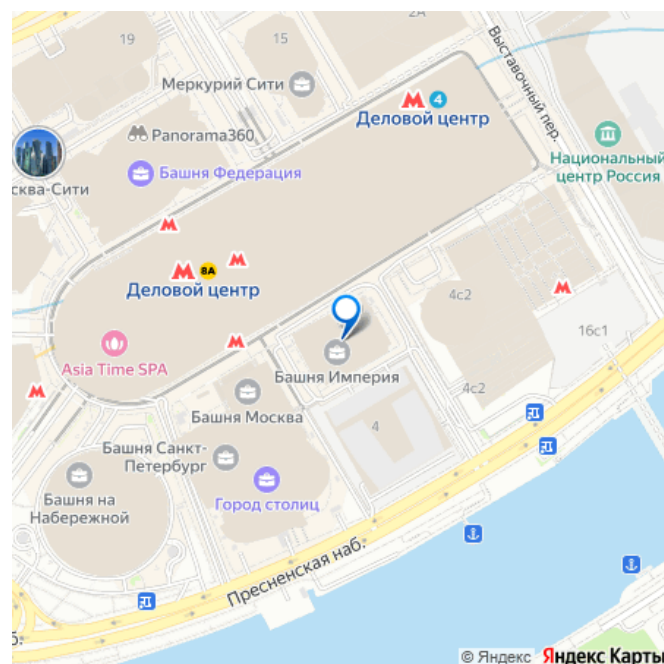 2А
19
15
Выставочный пер.
Меркурий Сити
4
Деловой центр
Panorama360
Национальный
центр Россия
сква-Сити
Башня Федерация
8А
Деловой центр
4с2
16с1
Asia Time SPA
Башня Империя
4с2
Башня Москва
4
Башня Санкт-
Петербург
Башня на
Набережной
Город столиц
Пресненская наб.
б.
© Яндекс Яндекс Карты